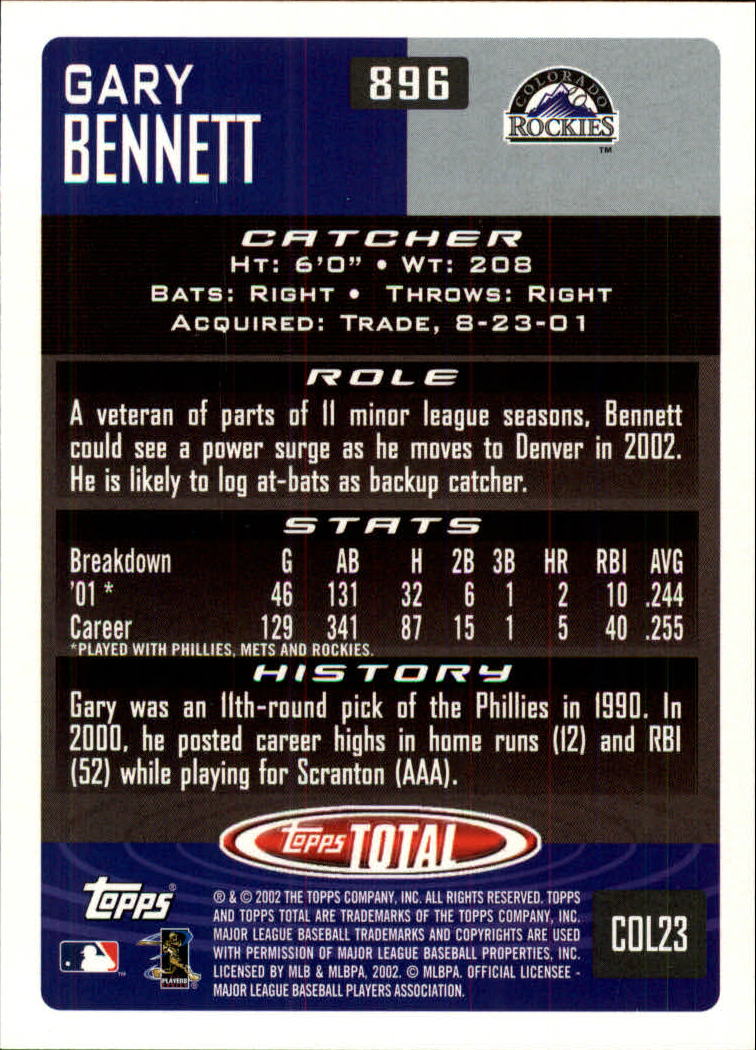 GARY
BENNETT
896
COLORADO
ROCKIES
™
CATCHER
HT: 6'0" • WT: 208
BATS: RIGHT • THROWS: RIGHT
ACQUIRED: TRADE, 8-23-01
ROLE
A veteran of parts of 11 minor league seasons, Bennett
could see a power surge as he moves to Denver in 2002.
He is likely to log at-bats as backup catcher.
STATS
Breakdown G AB H 2B 3B HR RBI AVG
'01 * 46 131 32 6 1 2 10 .244
Career 129 341 87 15 1 5 40 .255
*PLAYED WITH PHILLIES, METS AND ROCKIES.
HISTORY
Gary was an 11th-round pick of the Phillies in 1990. In
2000, he posted career highs in home runs (12) and RBI
(52) while playing for Scranton (AAA).
Topps TOTAL
Topps®
® & © 2002 THE TOPPS COMPANY, INC. ALL RIGHTS RESERVED. TOPPS
AND TOPPS TOTAL ARE TRADEMARKS OF THE TOPPS COMPANY, INC.
MAJOR LEAGUE BASEBALL TRADEMARKS AND COPYRIGHTS ARE USED
WITH PERMISSION OF MAJOR LEAGUE BASEBALL PROPERTIES, INC.
LICENSED BY MLB & MLBPA, 2002. © MLBPA. OFFICIAL LICENSEE -
MAJOR LEAGUE BASEBALL PLAYERS ASSOCIATION.
PLAYERS
COL23